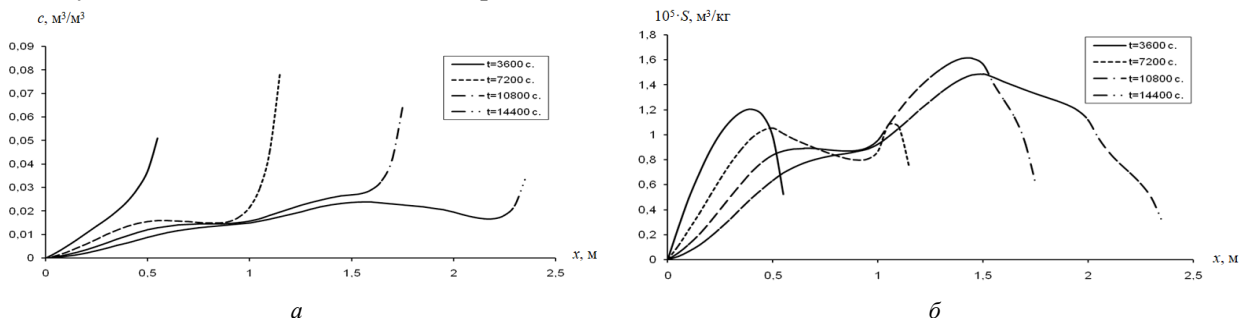 c, м³/м³
0,09
0,08
0,07
0,06
0,05
0,04
0,03
0,02
0,01
0
0
0,5
1
1,5
2
2,5
x, м
t=3600 с.
t=7200 с.
t=10800 с.
t=14400 с.
а
10⁵·S, м³/кг
1,8
1,6
1,4
1,2
1
0,8
0,6
0,4
0,2
0
0
0,5
1
1,5
2
2,5
x, м
t=3600 с.
t=7200 с.
t=10800 с.
t=14400 с.
б